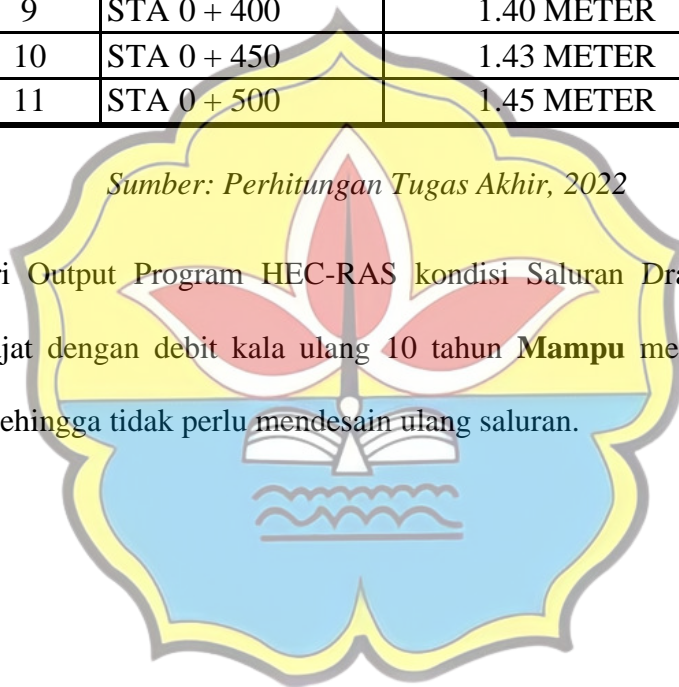 9 STA 0 + 400 1.40 METER
10 STA 0 + 450 1.43 METER
11 STA 0 + 500 1.45 METER
Sumber: Perhitungan Tugas Akhir, 2022
Output Program HEC-RAS kondisi Saluran
dengan debit kala ulang 10 tahun Mampu
sehingga tidak perlu mendesain ulang saluran.